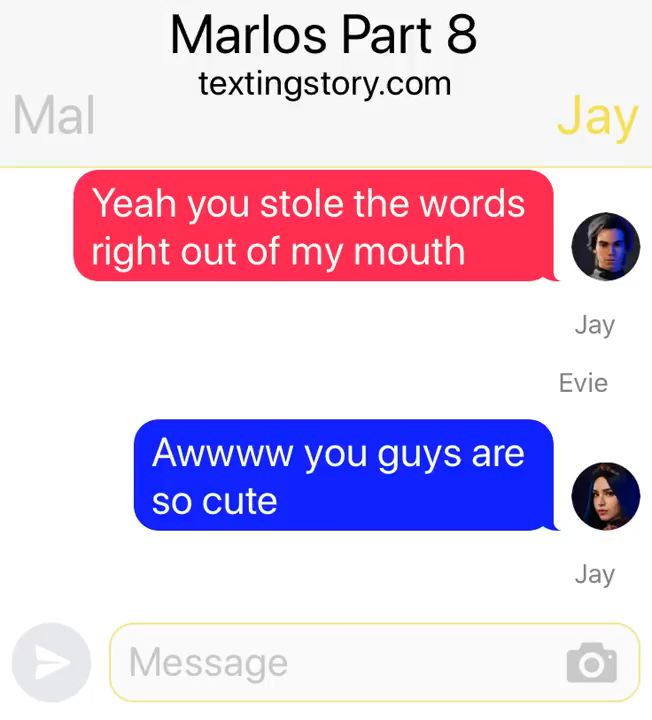 Marlos Part 8
textingstory.com
Mal
Jay
Yeah you stole the words
right out of my mouth
Jay
Evie
Awwww you guys are
so cute
Jay
Message